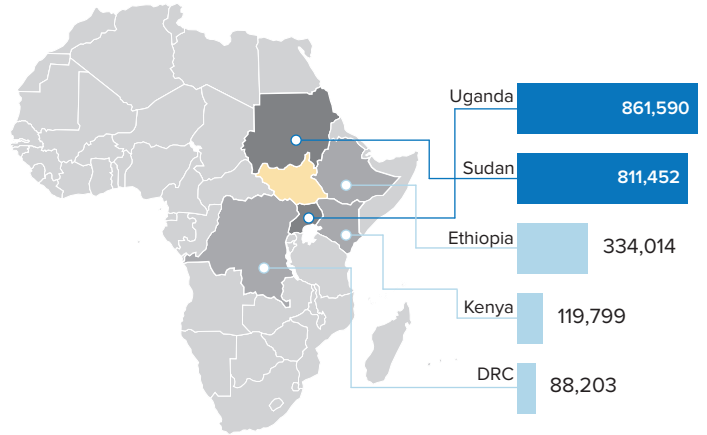 Uganda 861,590
Sudan 811,452
Ethiopia 334,014
Kenya 119,799
DRC 88,203